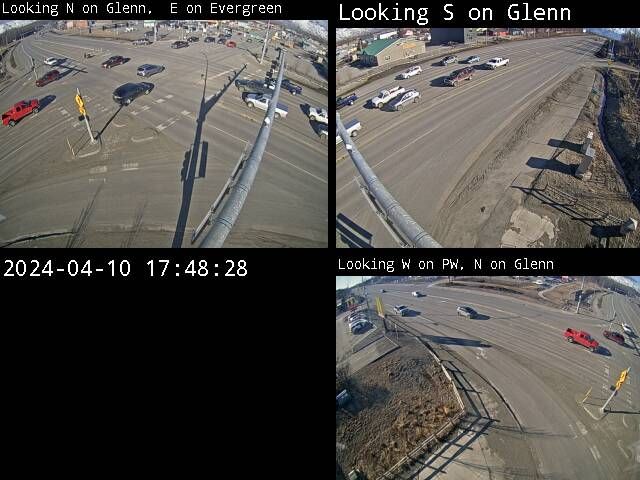 Looking N on Glenn,  E on Evergreen
Looking S on Glenn
2024-04-10 17:48:28
Looking W on PW, N on Glenn